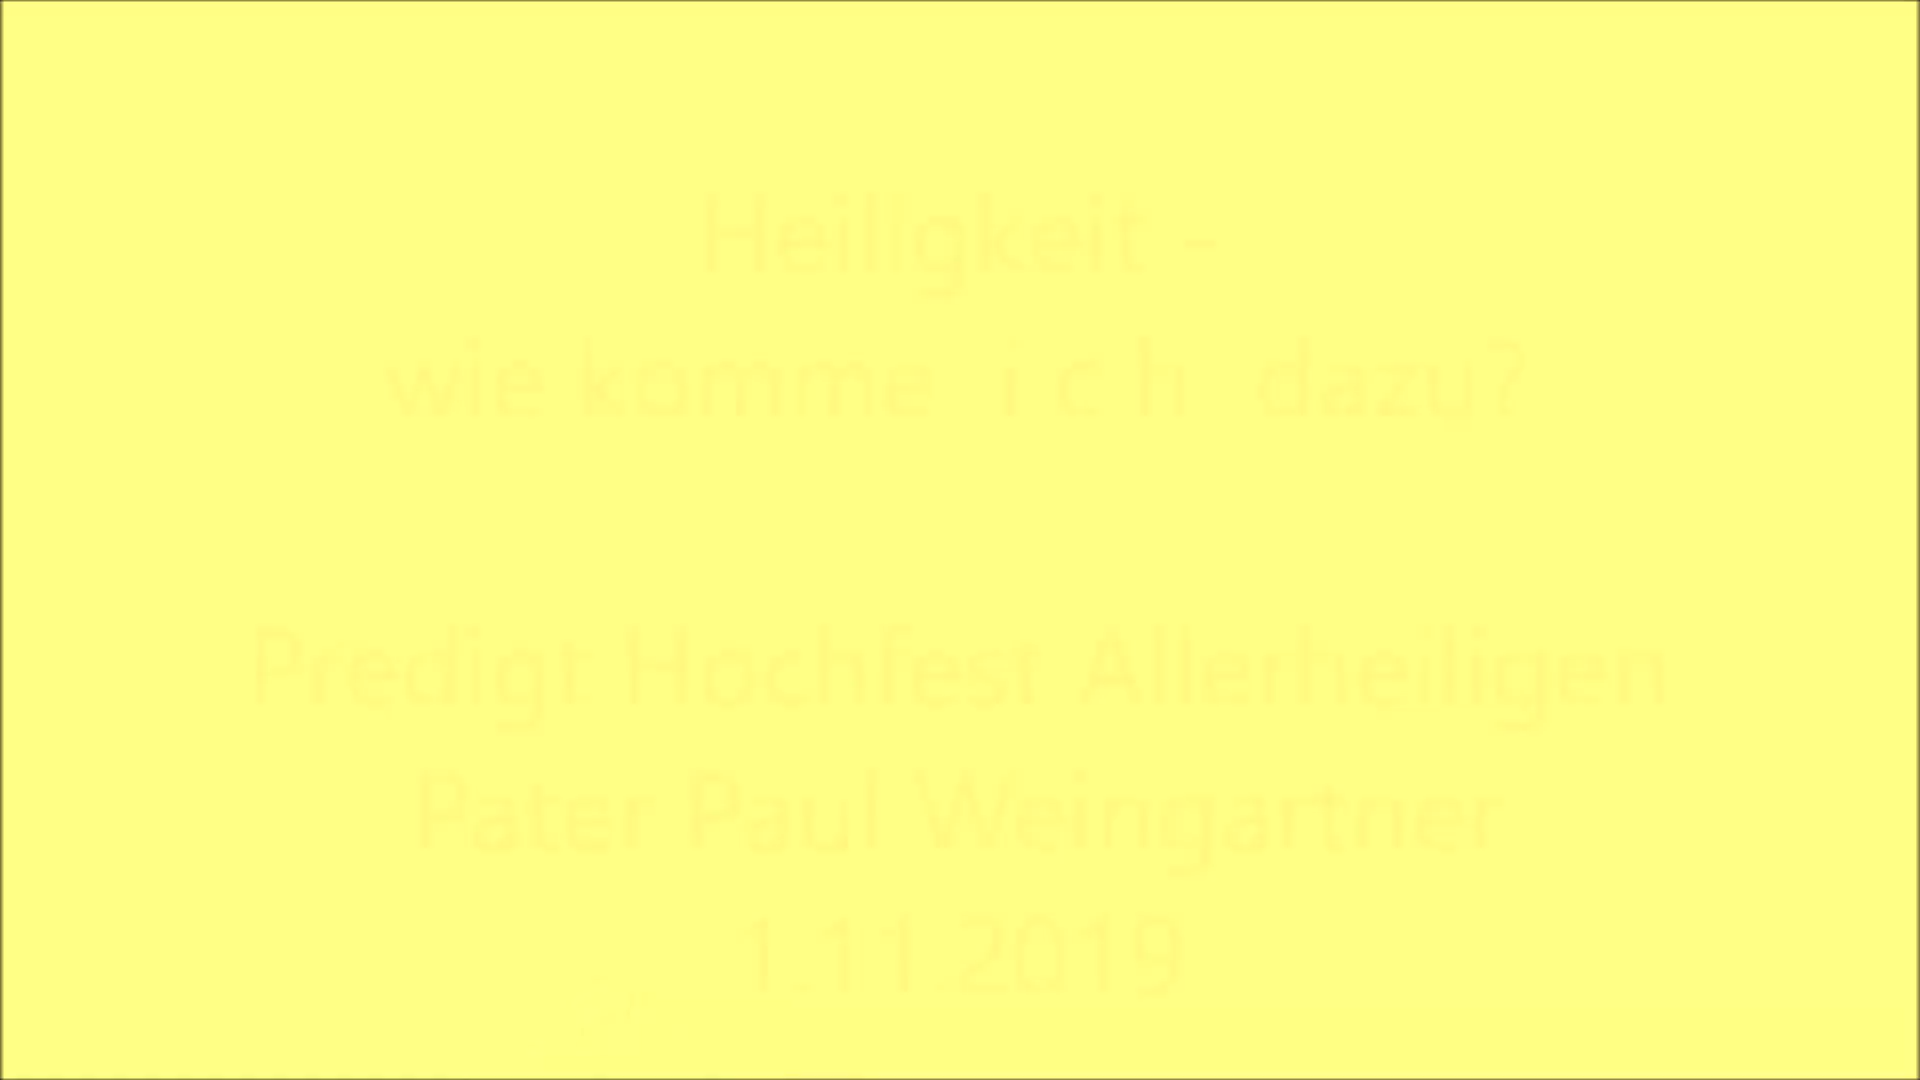 Heiligkeit -
wie komme i c h dazu?
Predigt Hochfest Allerheiligen
Pater Paul Weingartner
1.11.2019